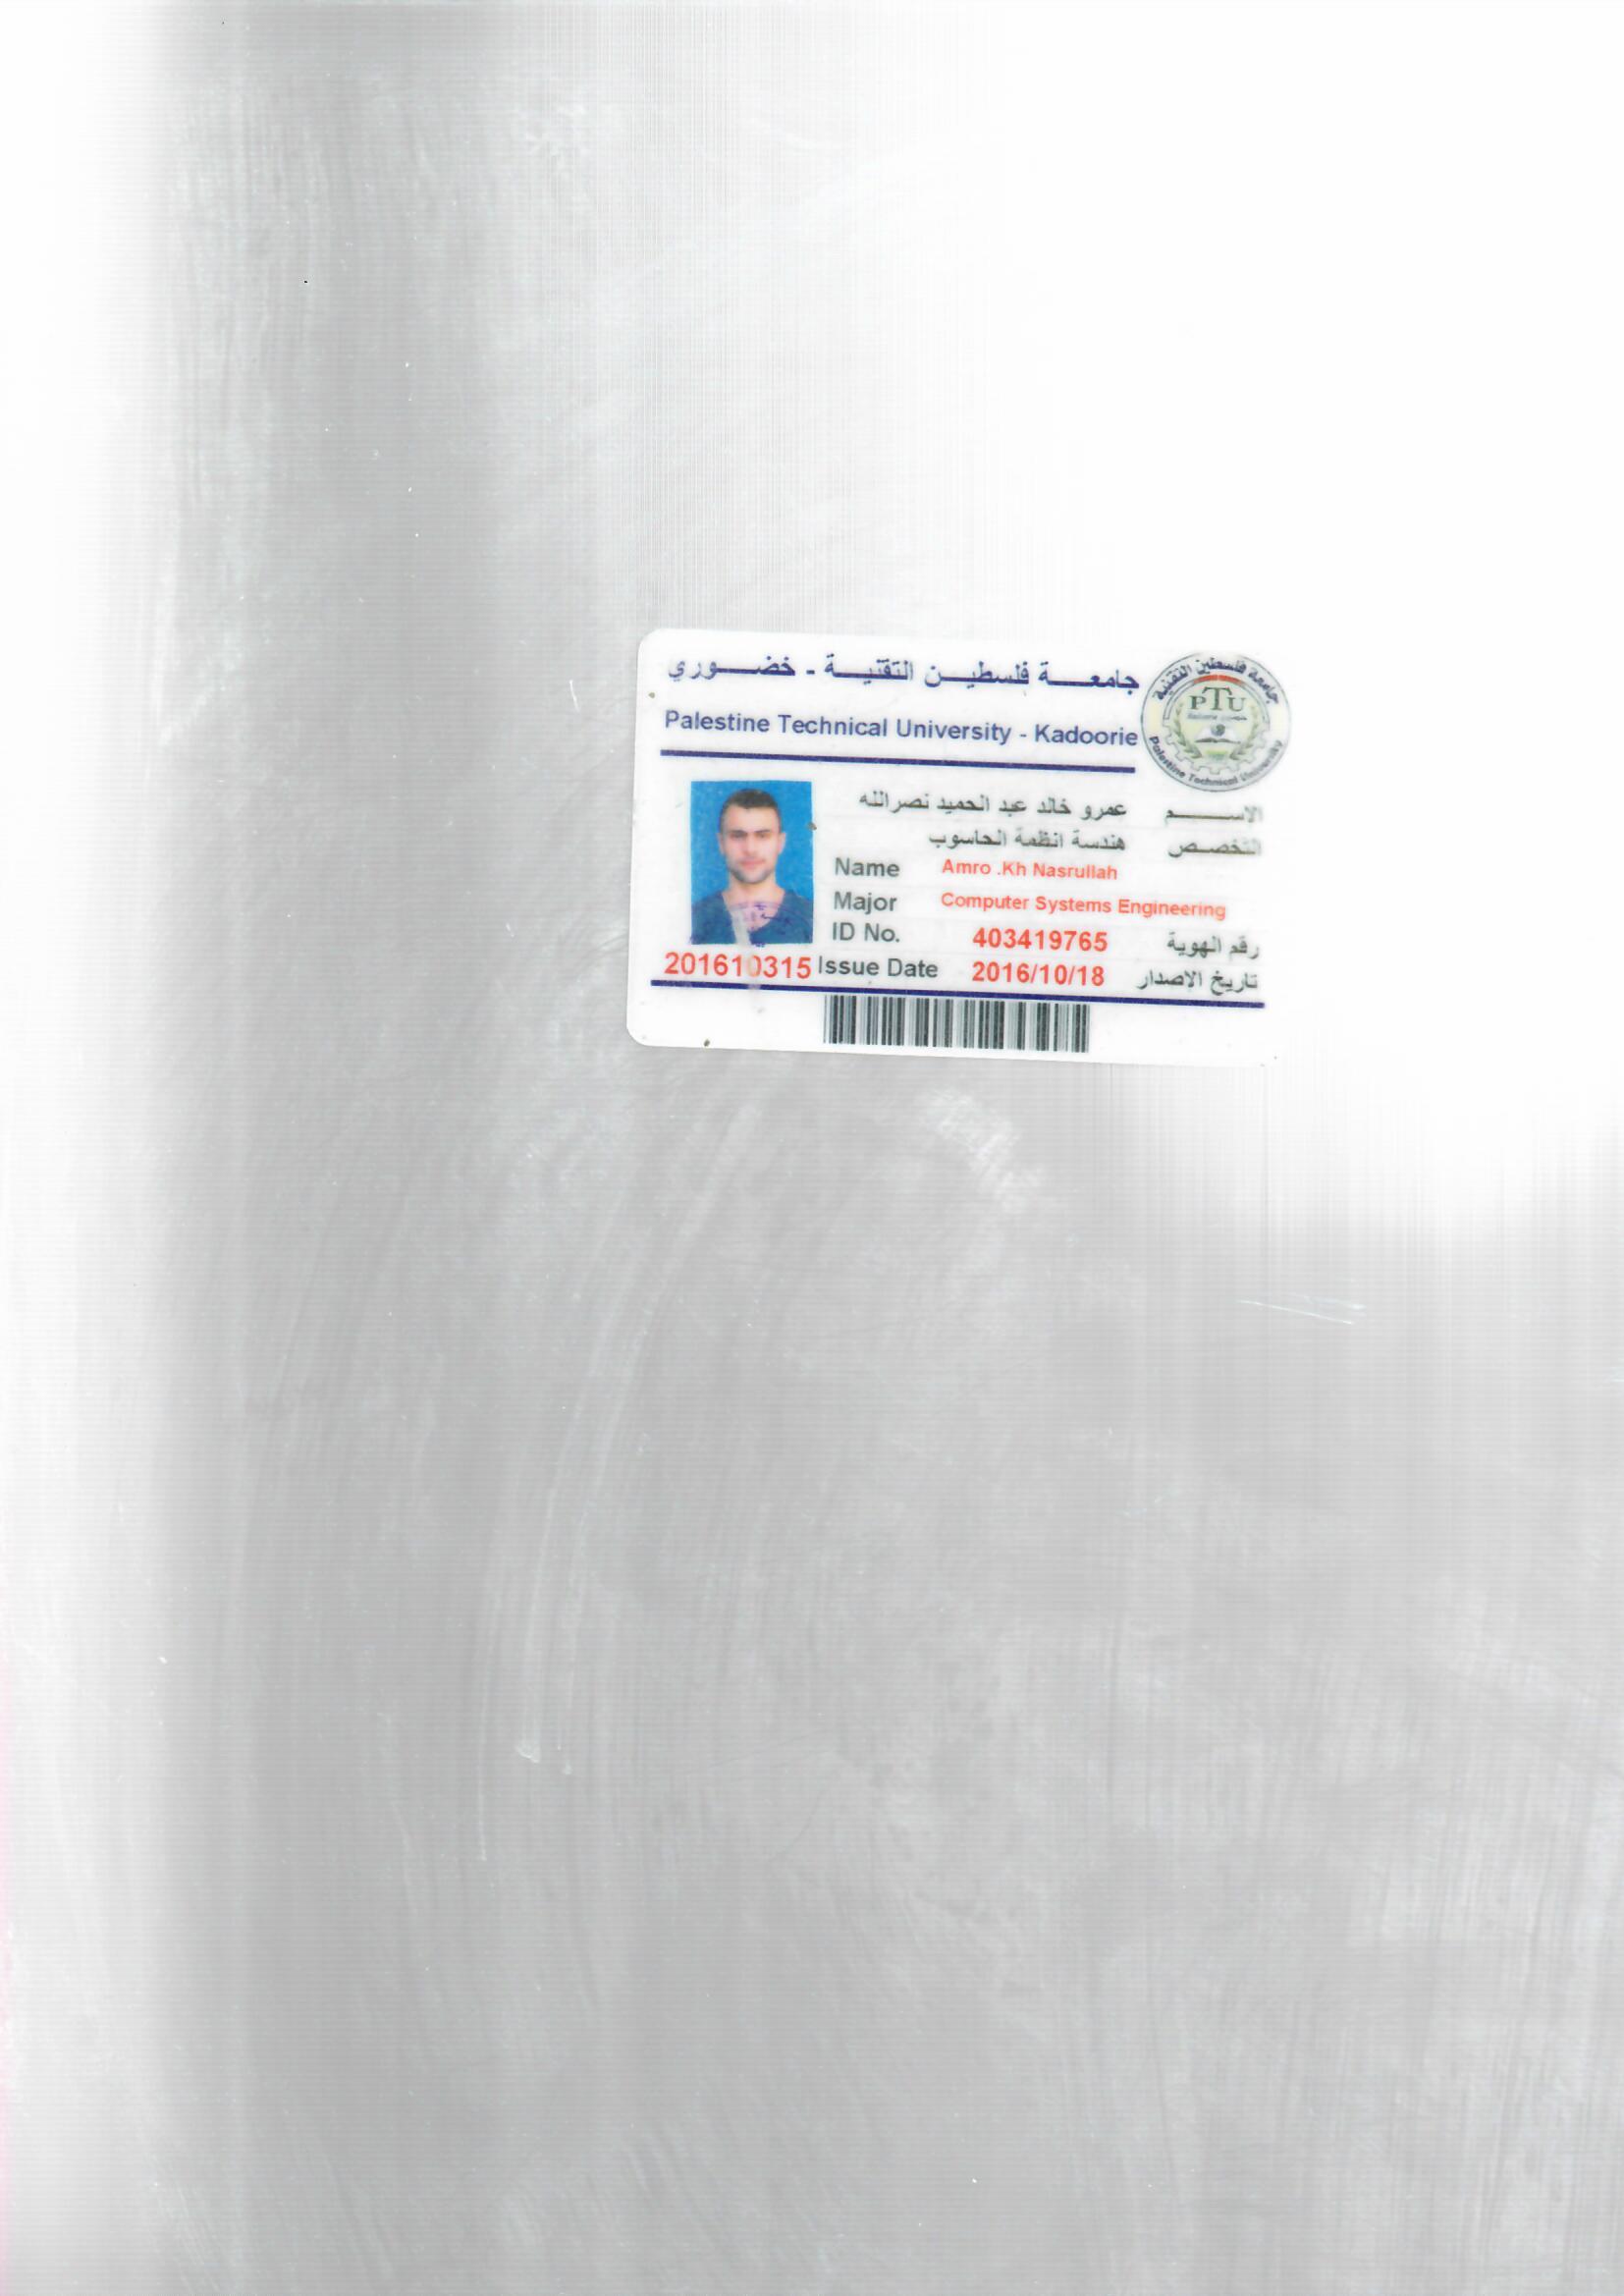 جامعة فلسطين التقنية - خضوري
Palestine Technical University - Kadoorie
جامعة فلسطين التقنية
PTU
Palestine Technical University
الاسم عمرو خالد عبد الحميد نصرالله
التخصص هندسة انظمة الحاسوب
Name Amro .Kh Nasrullah
Major Computer Systems Engineering
ID No. 403419765 رقم الهوية
201610315 Issue Date 2016/10/18 تاريخ الاصدار